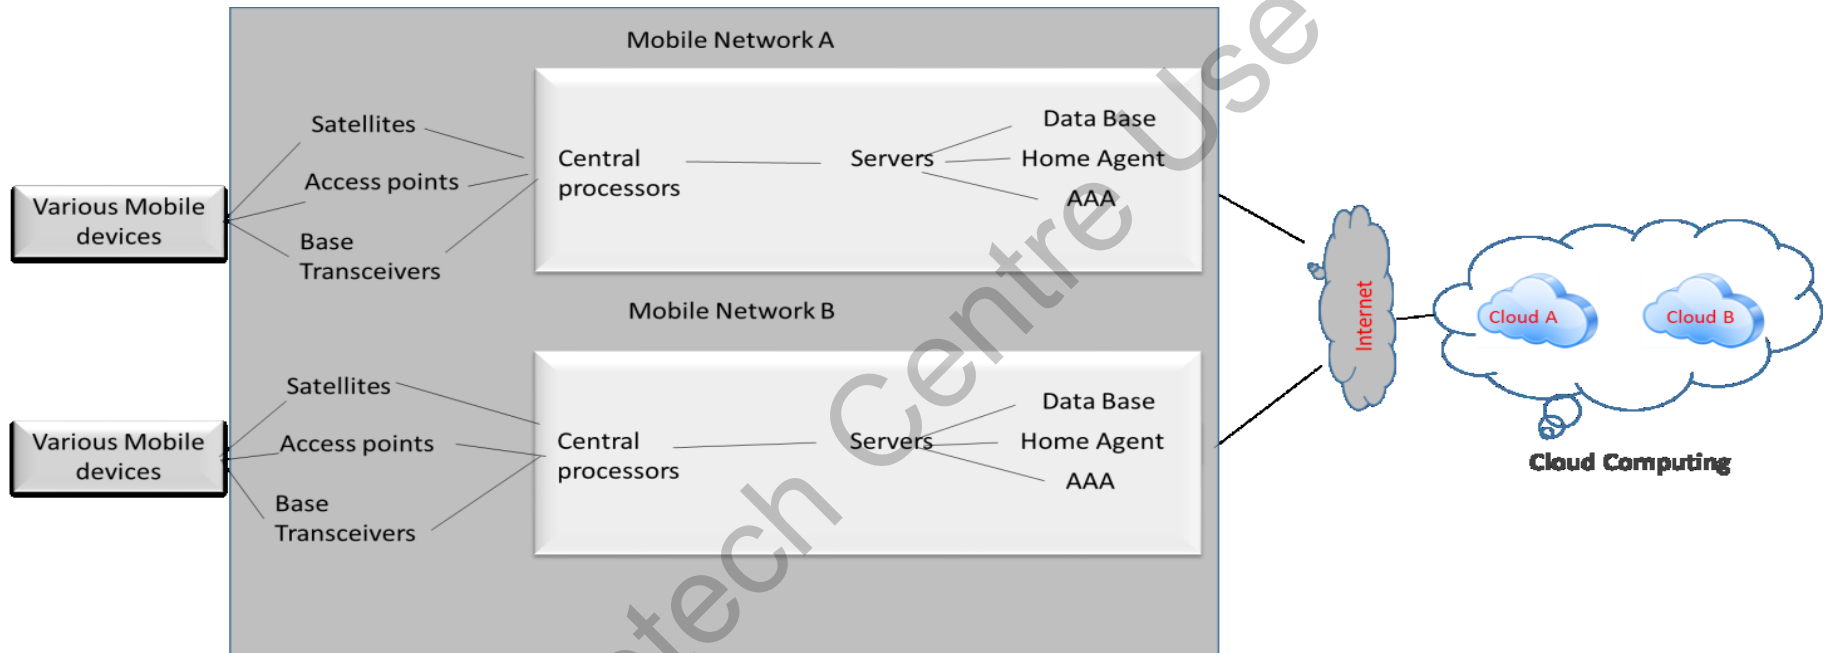 Mobile Network A
Satellites
Access points
Base
Transceivers
Various Mobile
devices
Central
processors
Servers
Data Base
Home Agent
AAA
Mobile Network B
Satellites
Access points
Base
Transceivers
Various Mobile
devices
Central
processors
Servers
Data Base
Home Agent
AAA
Internet
Cloud A
Cloud B
Cloud Computing
Centre Use